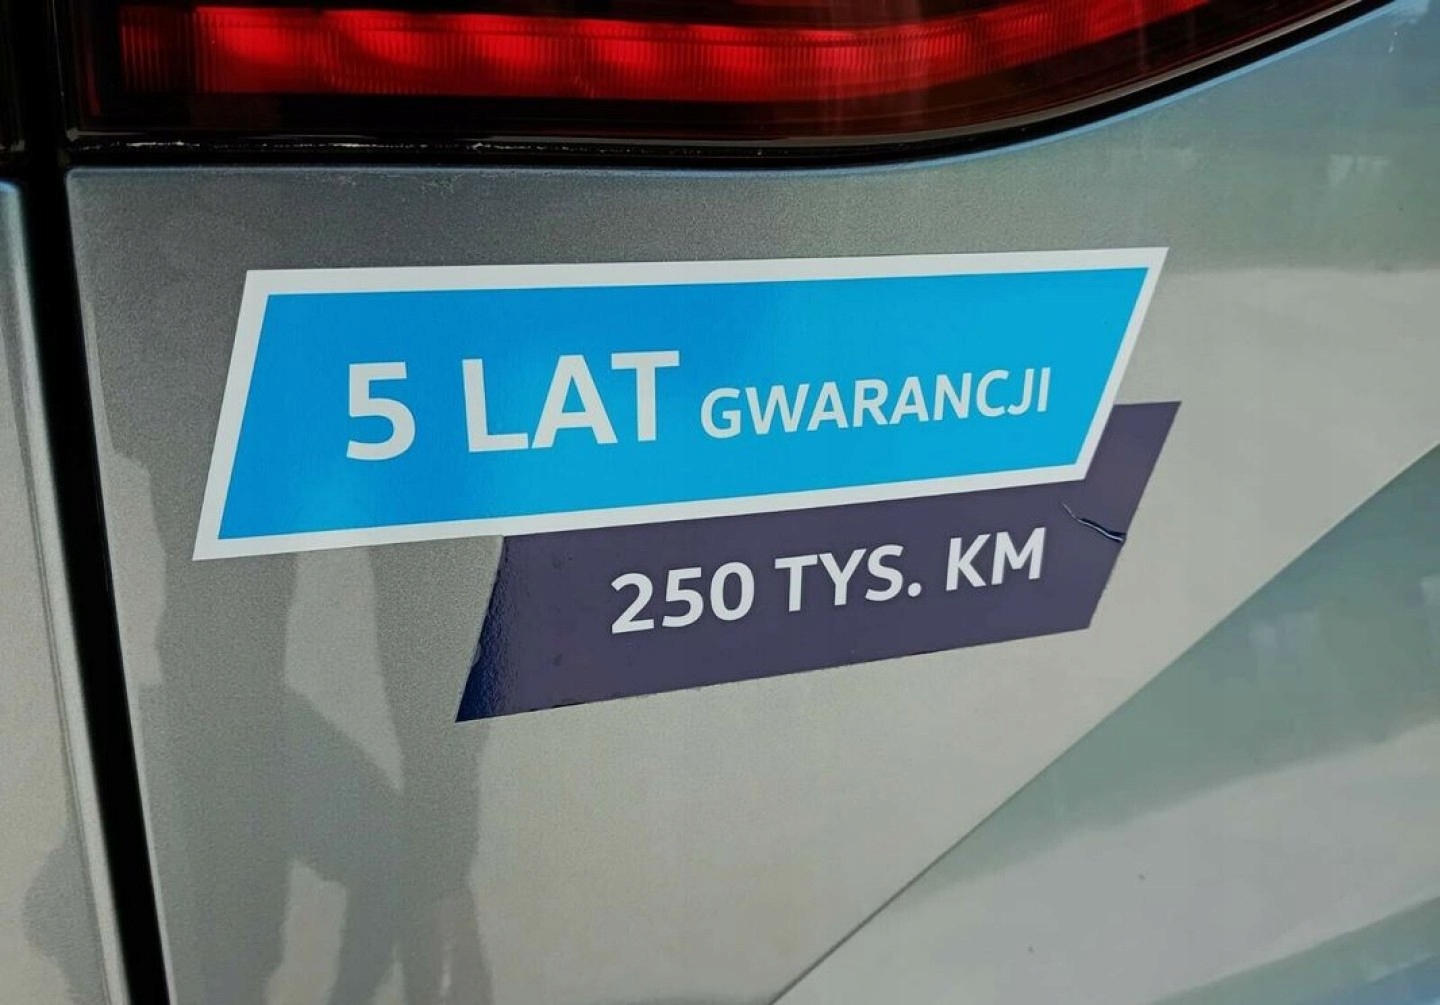 5 LAT GWARANCJI
250 TYS. KM